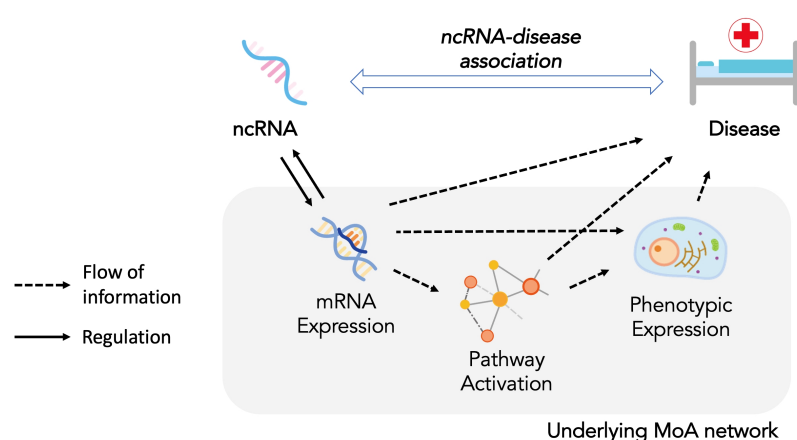 ncRNA-disease
association
ncRNA
Disease
Flow of
information
Regulation
mRNA
Expression
Pathway
Activation
Phenotypic
Expression
Underlying MoA network